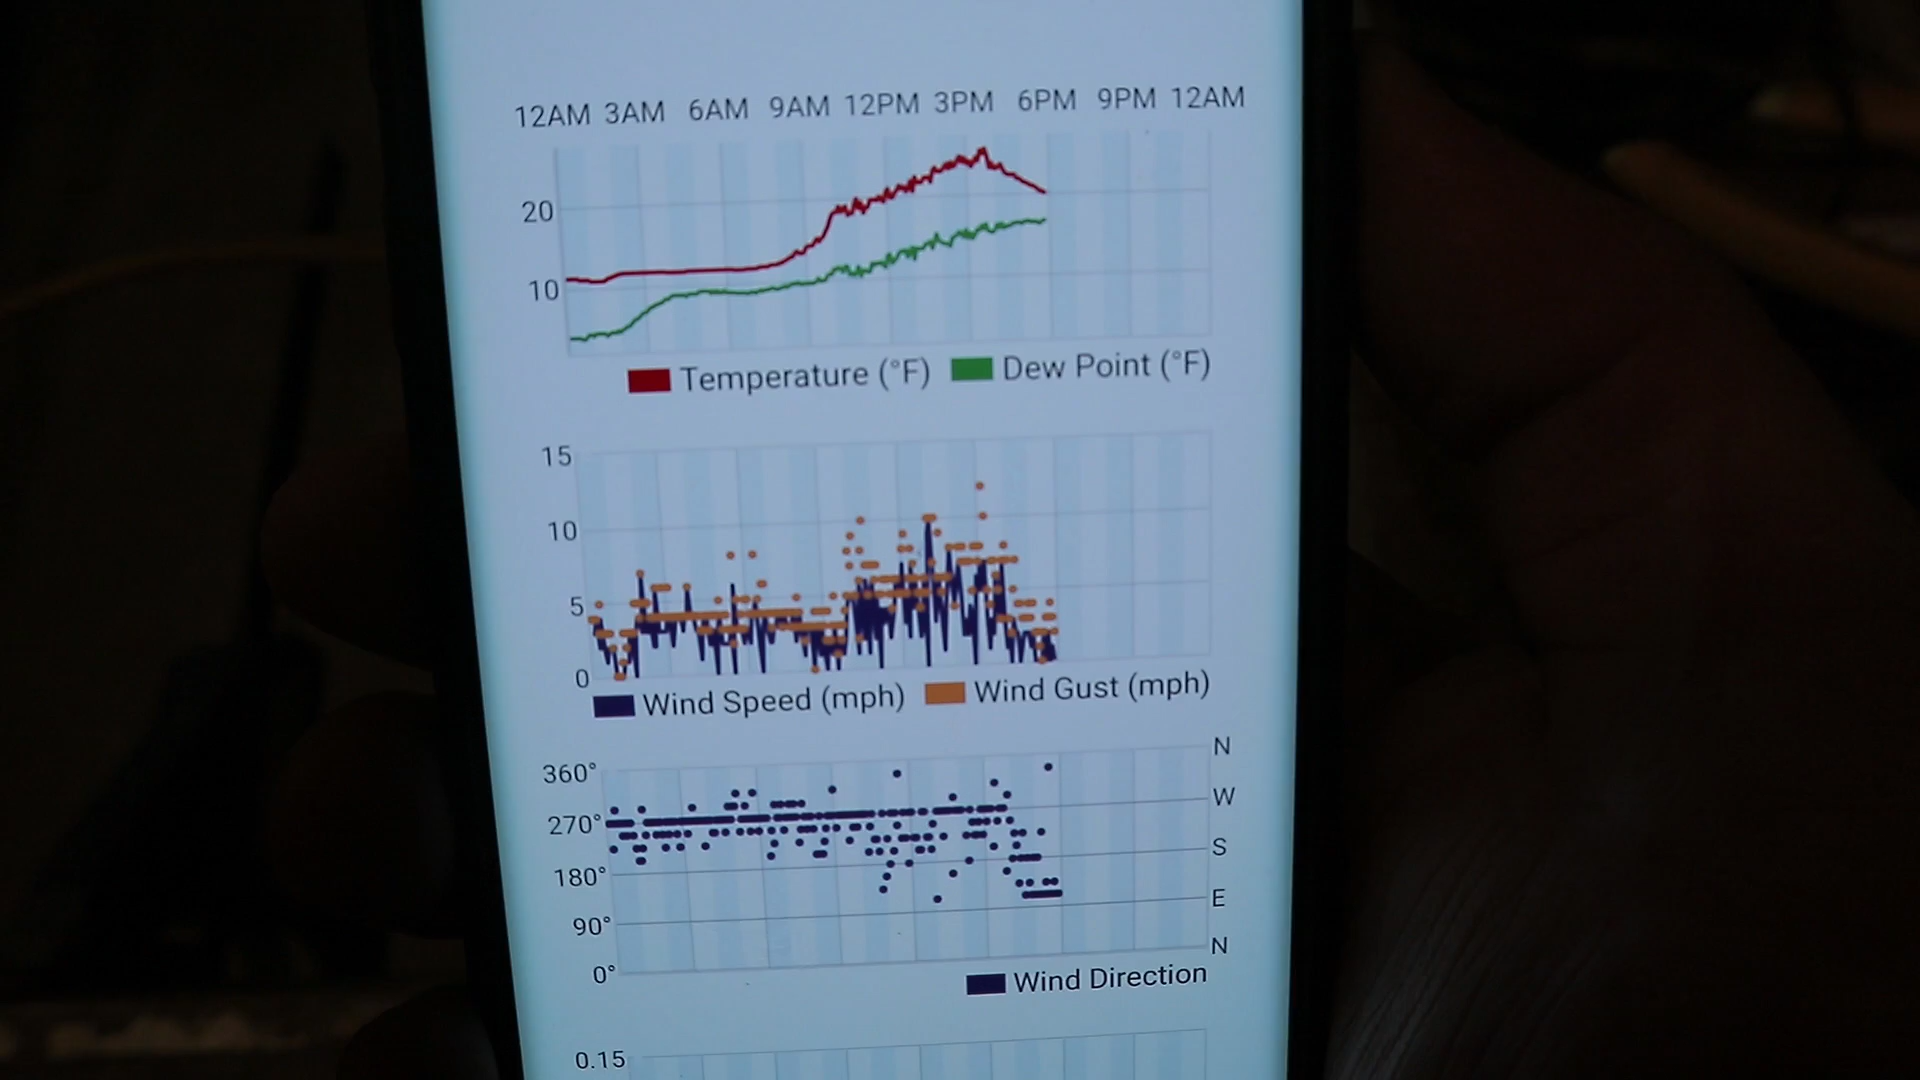 12AM 3AM 6AM 9AM 12PM 3PM 6PM 9PM 12AM
20
10
Temperature (°F) Dew Point (°F)
15
10
5
0
Wind Speed (mph) Wind Gust (mph)
360° N
270° W
180° S
90° E
0° N
Wind Direction
0.15